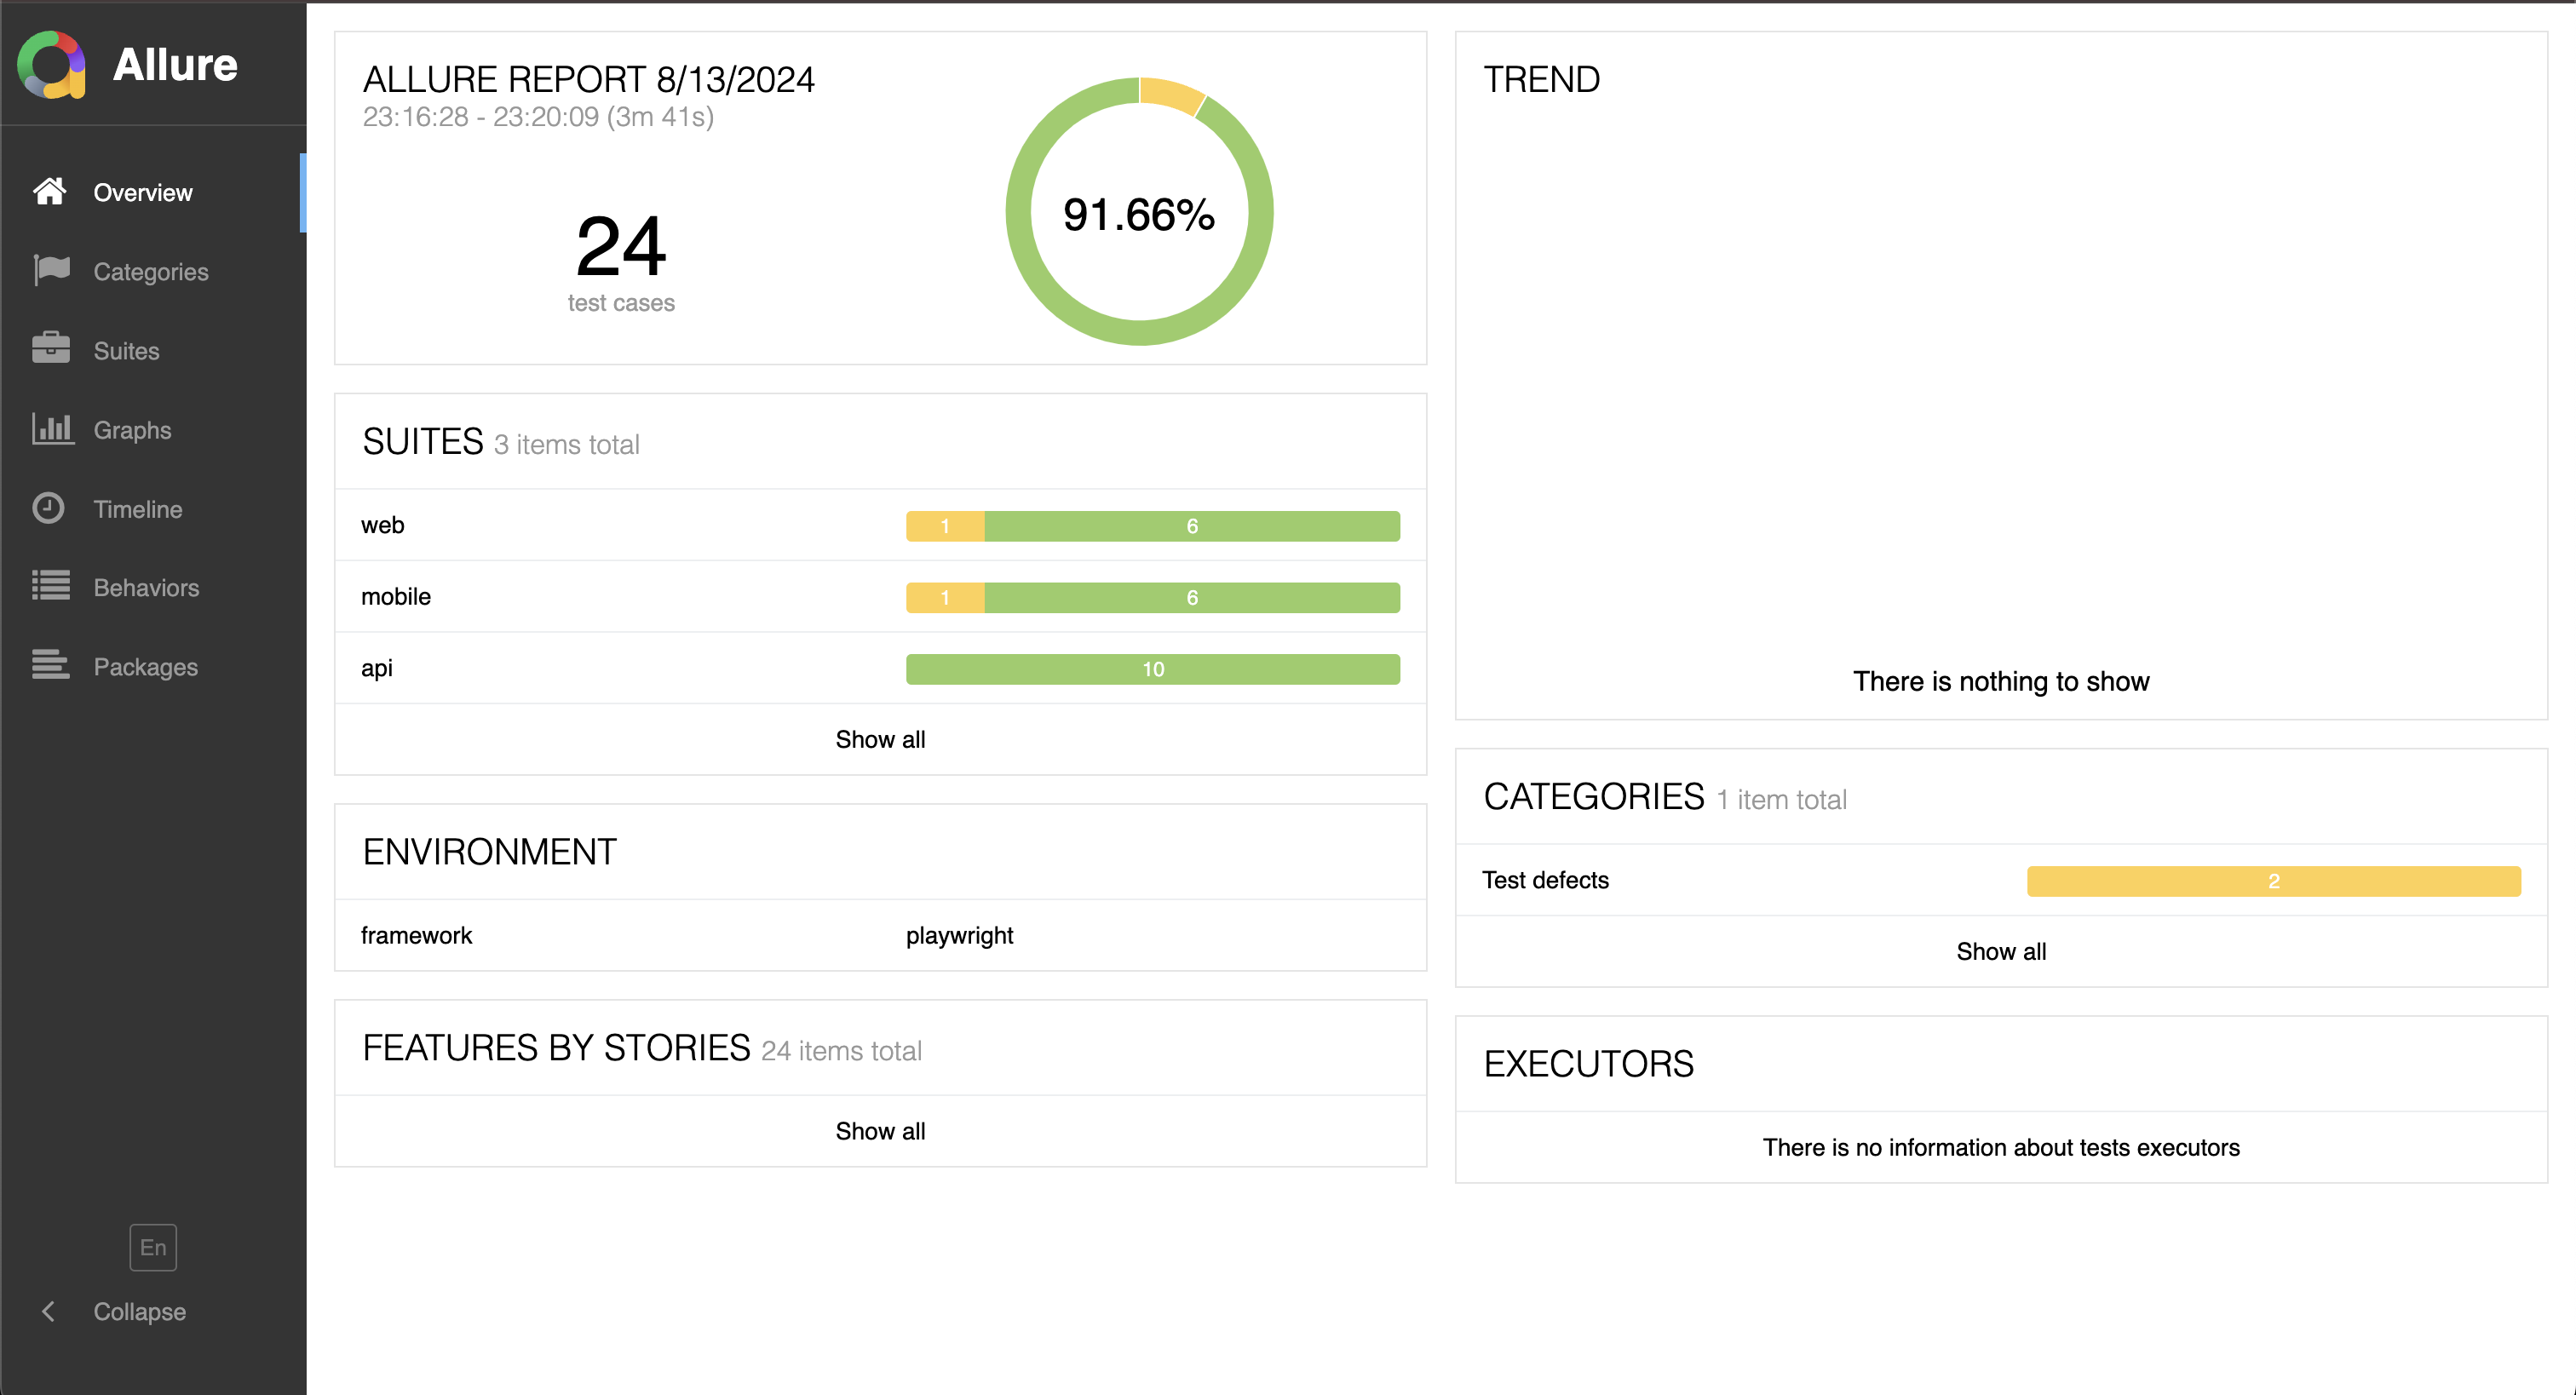 Allure
Overview
Categories
Suites
Graphs
Timeline
Behaviors
Packages
En
Collapse
ALLURE REPORT 8/13/2024
23:16:28 - 23:20:09 (3m 41s)
24
test cases
91.66%
SUITES 3 items total
web 1 6
mobile 1 6
api 10
Show all
ENVIRONMENT
framework playwright
FEATURES BY STORIES 24 items total
Show all
TREND
There is nothing to show
CATEGORIES 1 item total
Test defects 2
Show all
EXECUTORS
There is no information about tests executors